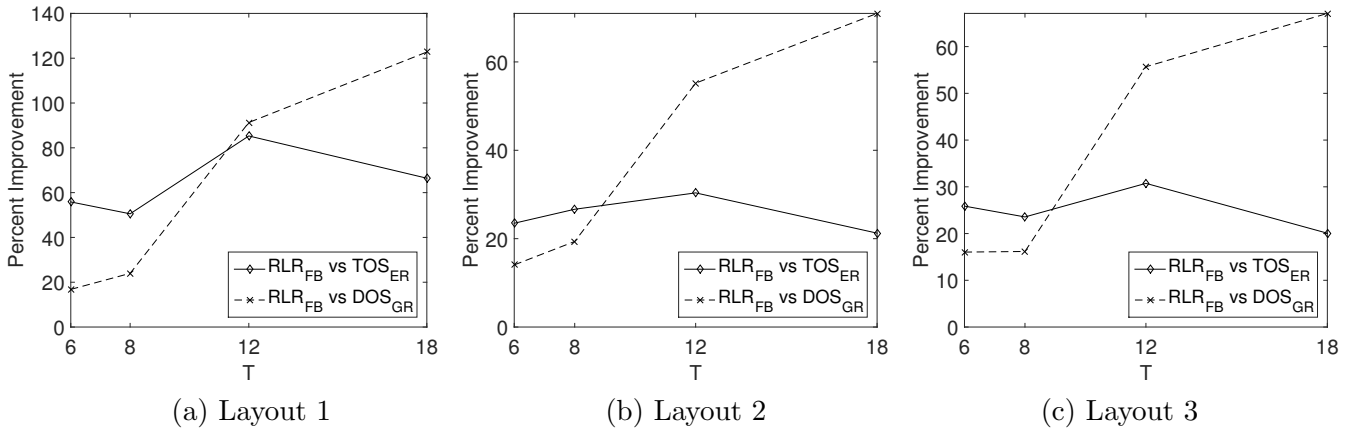 140
120
100
80
60
40
20
0
Percent Improvement
6 8 12 18
T
RLR_FB vs TOS_ER
RLR_FB vs DOS_GR
(a) Layout 1
60
40
20
0
Percent Improvement
6 8 12 18
T
RLR_FB vs TOS_ER
RLR_FB vs DOS_GR
(b) Layout 2
60
50
40
30
20
10
0
Percent Improvement
6 8 12 18
T
RLR_FB vs TOS_ER
RLR_FB vs DOS_GR
(c) Layout 3